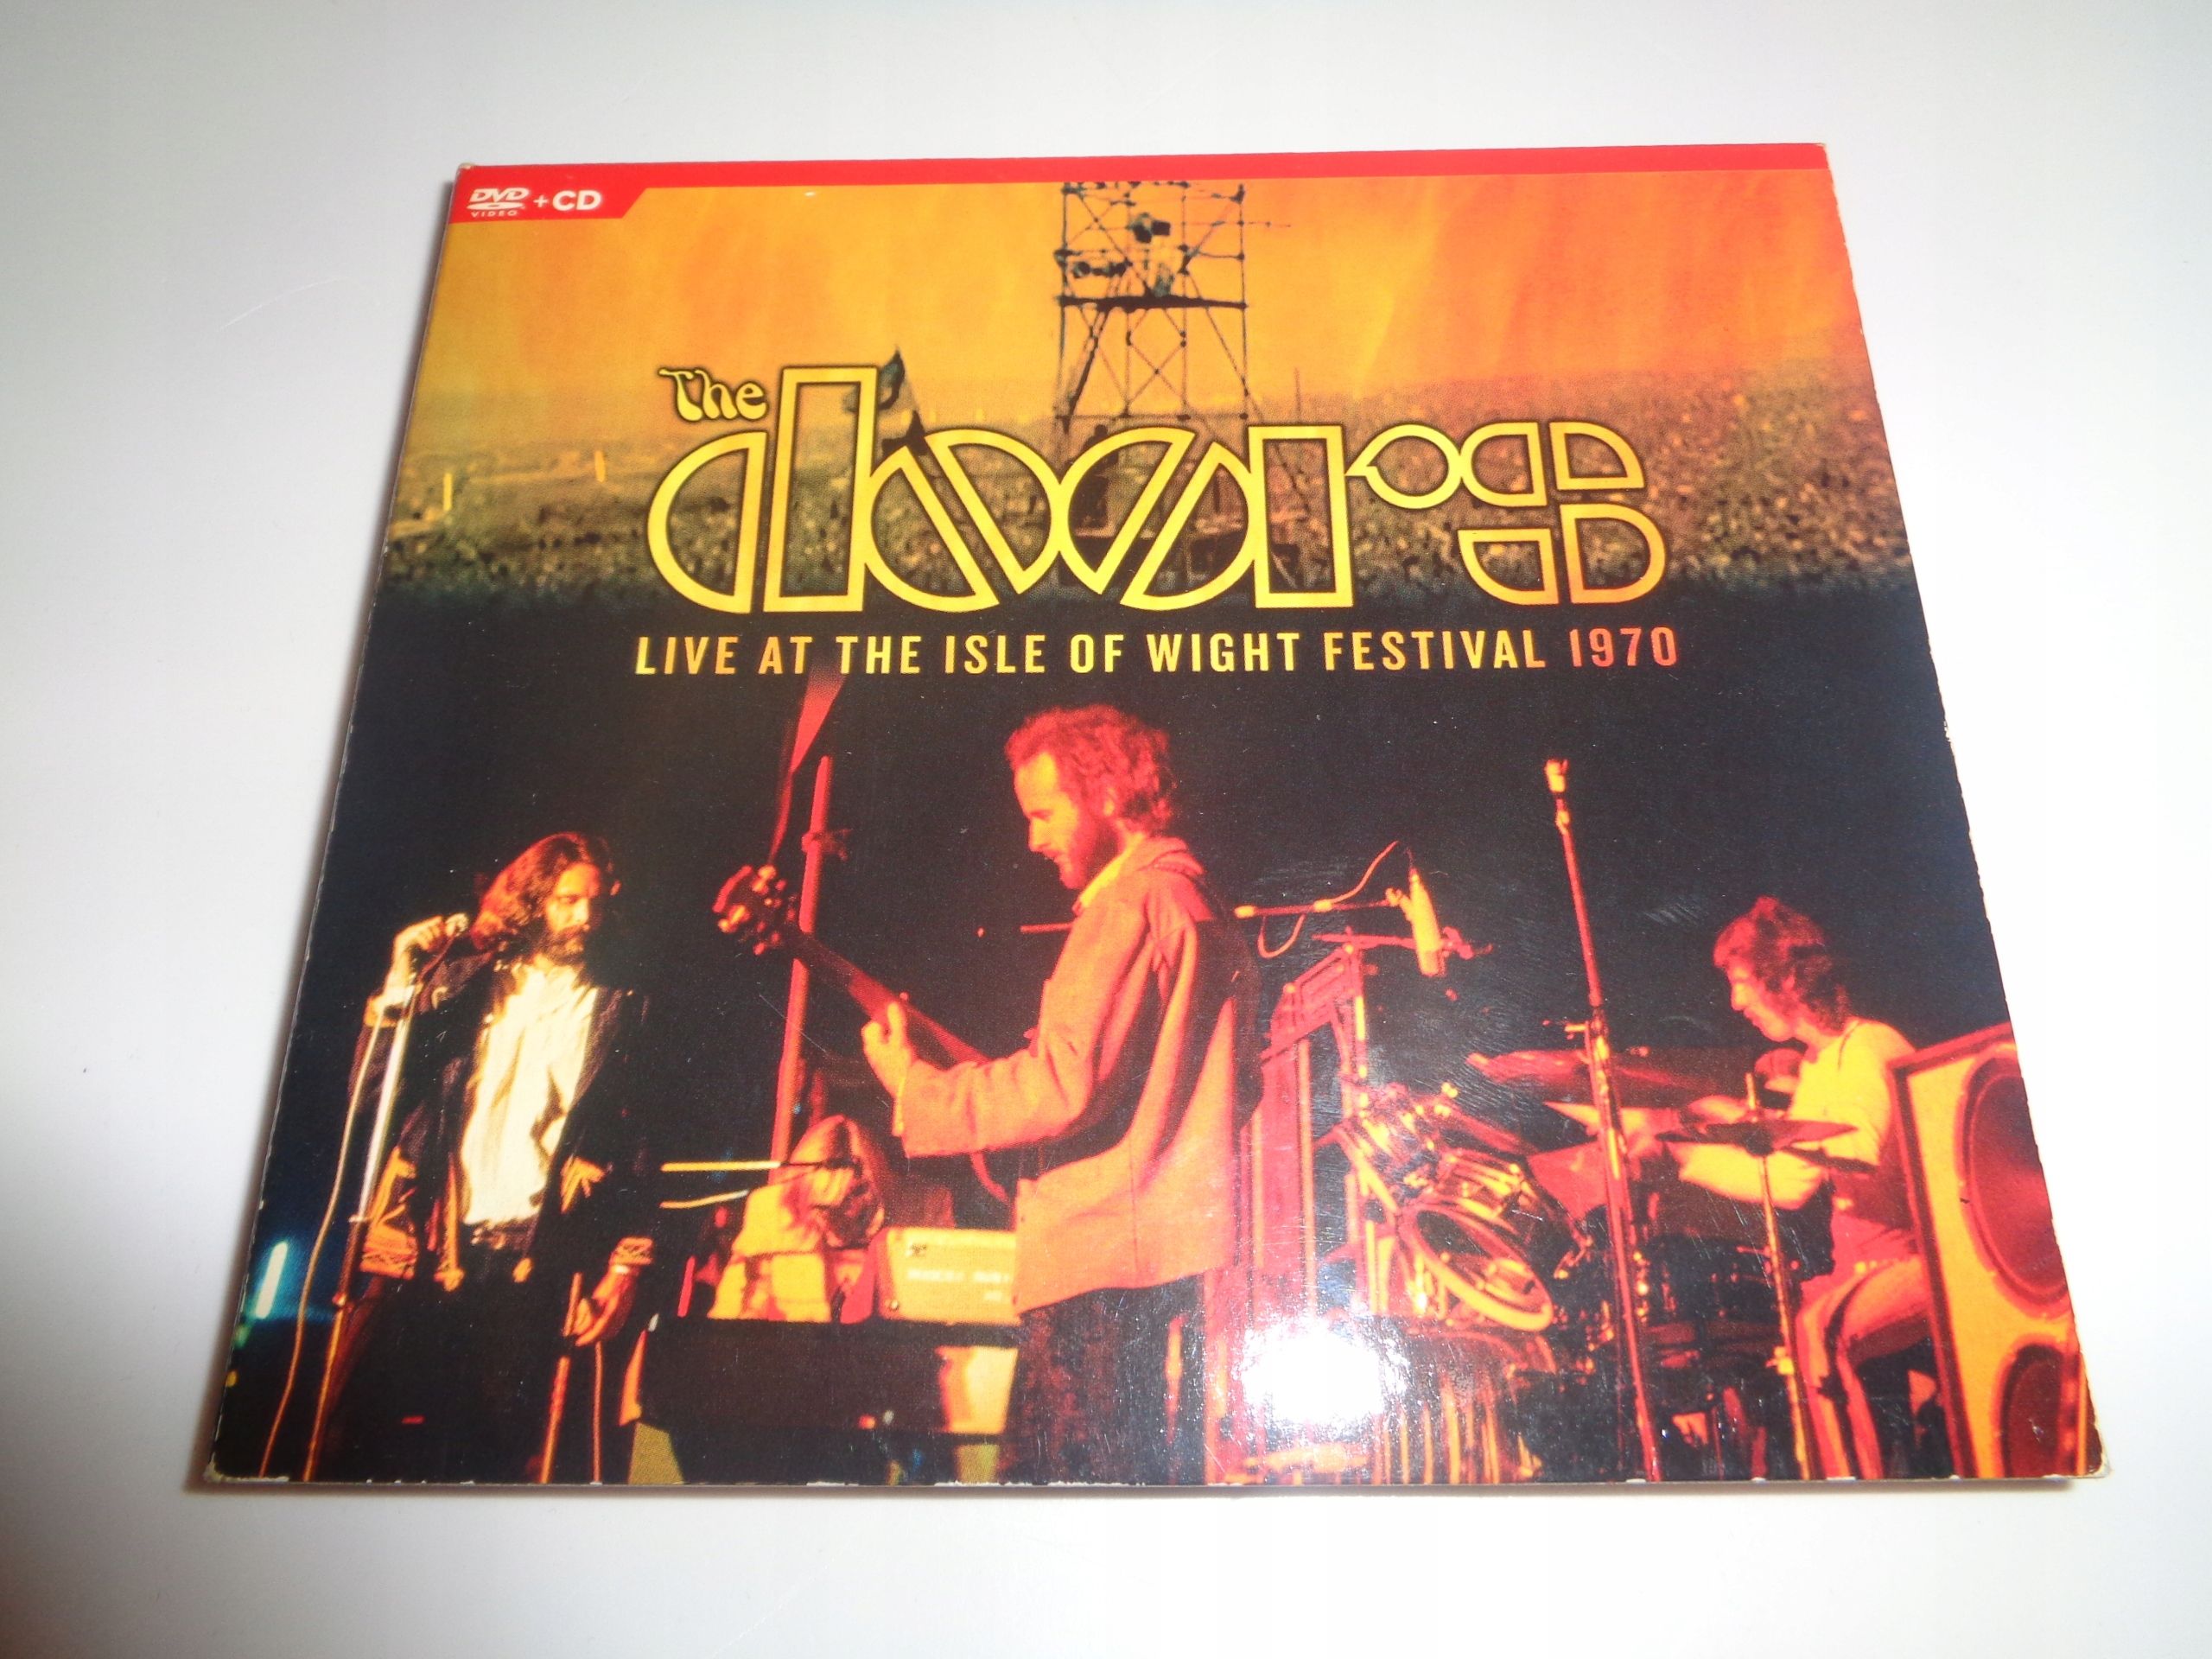 DVD VIDEO + CD
The
DOORS
LIVE AT THE ISLE OF WIGHT FESTIVAL 1970